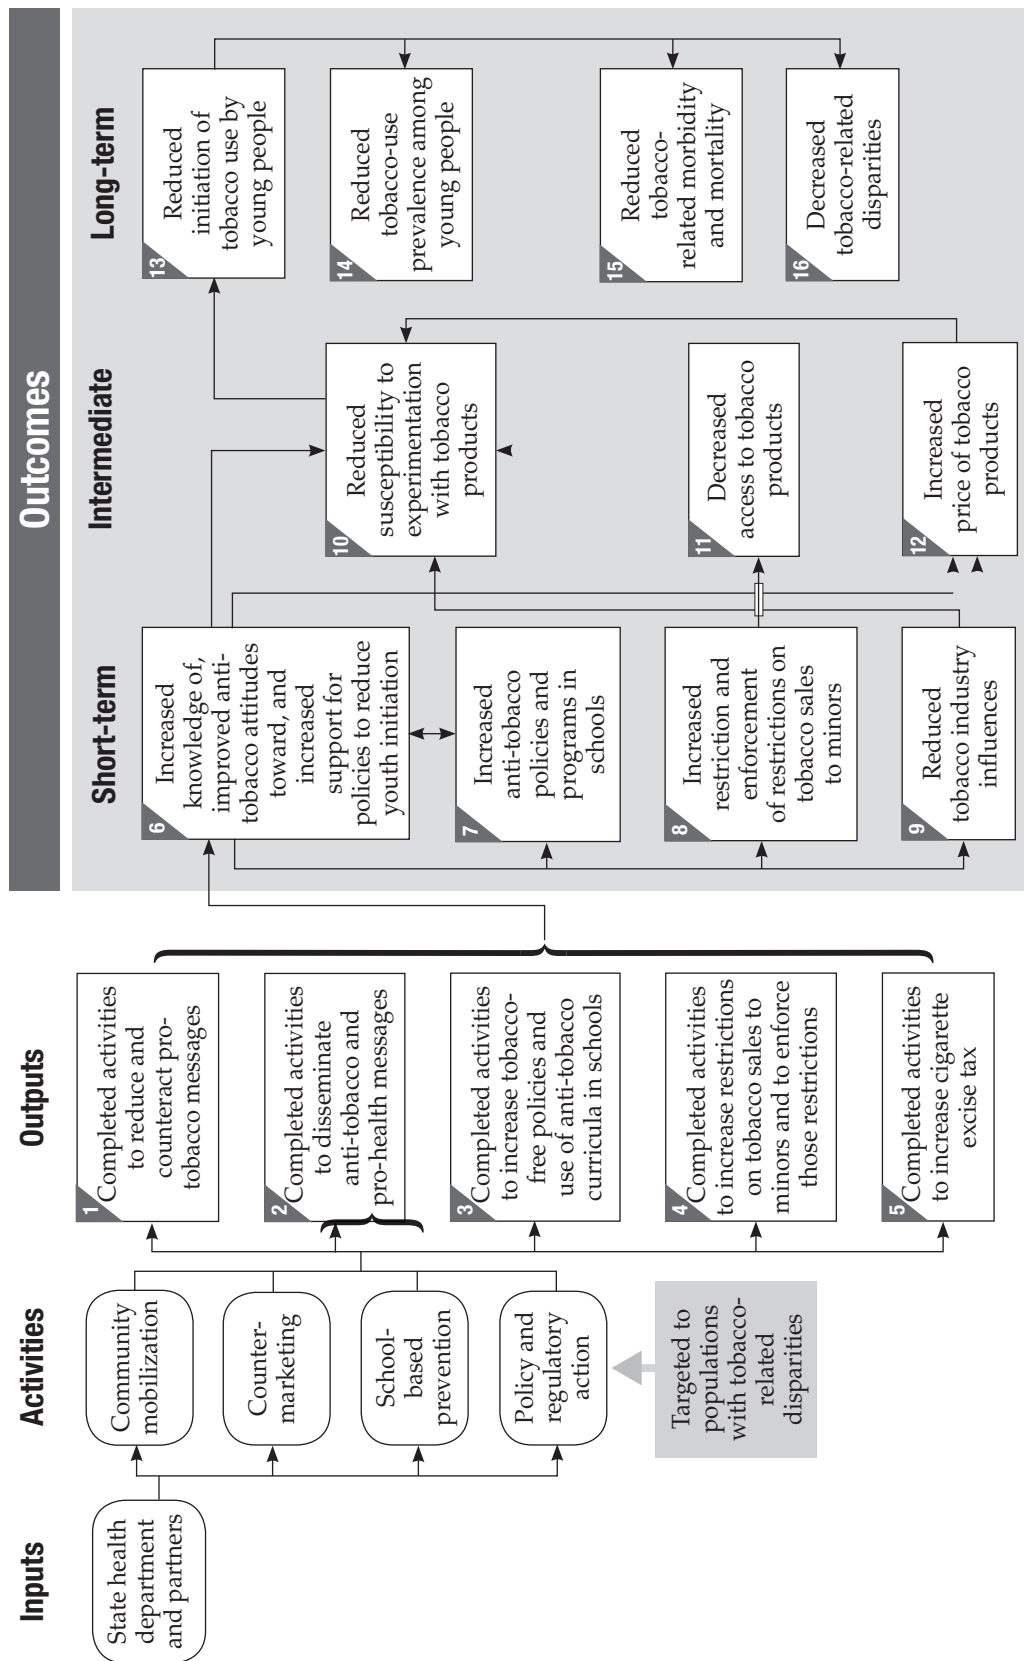 Outcomes
Inputs
Activities
Outputs
Short-term
Intermediate
Long-term
State health
department
and partners
Community
mobilization
Counter-
marketing
School-
based
prevention
Policy and
regulatory
action
Targeted to
populations
with tobacco-
related
disparities
1
Completed activities
to reduce and
counteract pro-
tobacco messages
2
Completed activities
to disseminate
anti-tobacco and
pro-health messages
3
Completed activities
to increase tobacco-
free policies and
use of anti-tobacco
curricula in schools
4
Completed activities
to increase restrictions
on tobacco sales to
minors and to enforce
those restrictions
5
Completed activities
to increase cigarette
excise tax
6
Increased
knowledge of,
improved anti-
tobacco attitudes
toward, and
increased
support for
policies to reduce
youth initiation
7
Increased
anti-tobacco
policies and
programs in
schools
8
Increased
restriction and
enforcement
of restrictions on
tobacco sales
to minors
9
Reduced
tobacco industry
influences
10
Reduced
susceptibility to
experimentation
with tobacco
products
11
Decreased
access to tobacco
products
12
Increased
price of tobacco
products
13
Reduced
initiation of
tobacco use by
young people
14
Reduced
tobacco-use
prevalence among
young people
15
Reduced
tobacco-
related morbidity
and mortality
16
Decreased
tobacco-related
disparities